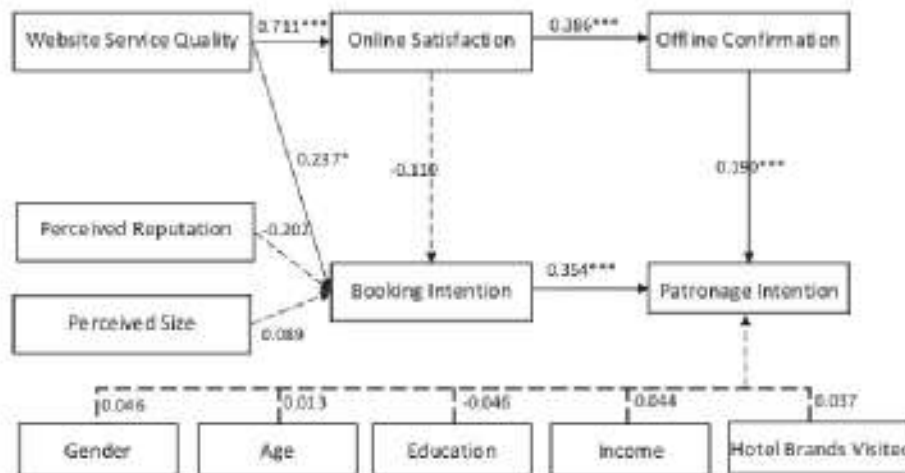 Website Service Quality
0.711***
Online Satisfaction
0.386***
Offline Confirmation
0.237*
-0.110
0.190***
Perceived Reputation
-0.202
Booking Intention
0.354***
Patronage Intention
Perceived Size
0.089
0.046
0.013
-0.046
0.044
0.037
Gender
Age
Education
Income
Hotel Brands Visited